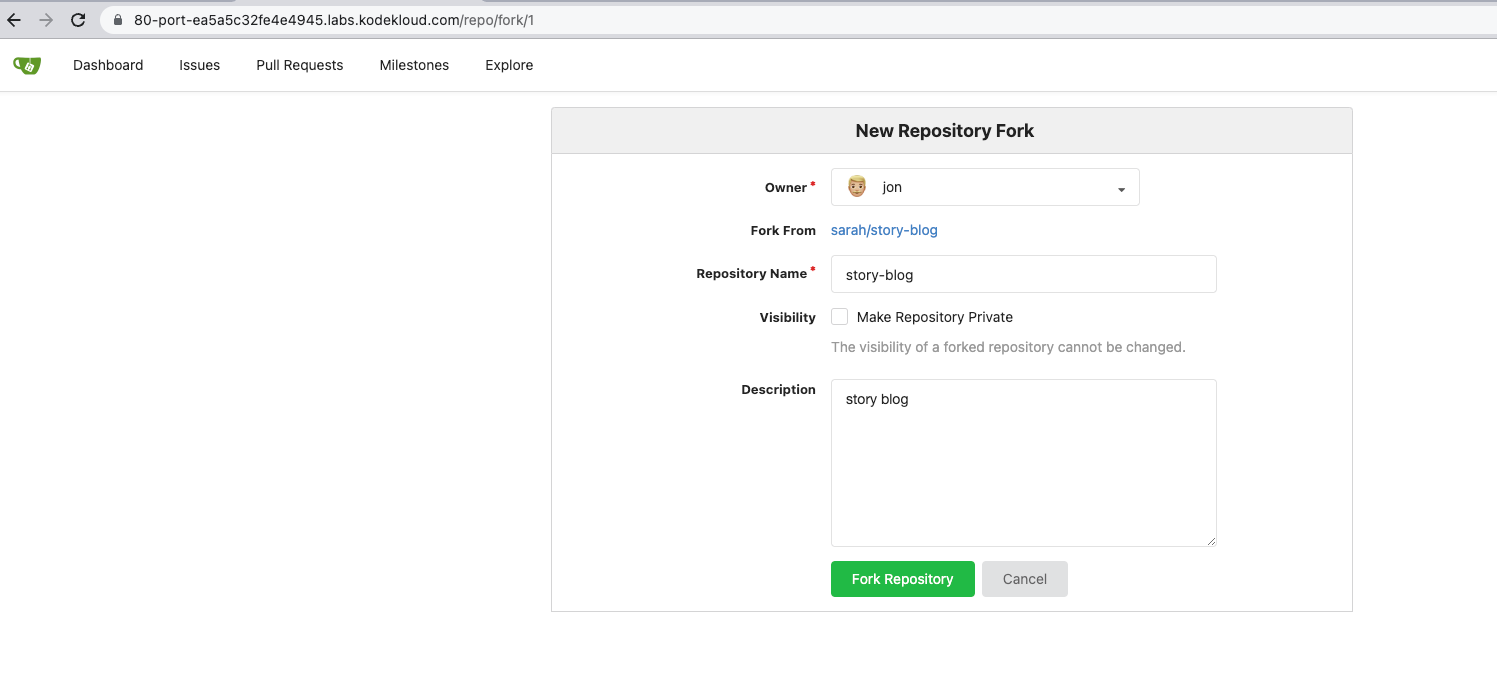 80-port-ea5a5c32fe4e4945.labs.kodekloud.com/repo/fork/1
Dashboard Issues Pull Requests Milestones Explore
New Repository Fork
Owner * jon
Fork From sarah/story-blog
Repository Name * story-blog
Visibility Make Repository Private
The visibility of a forked repository cannot be changed.
Description story blog
Fork Repository Cancel